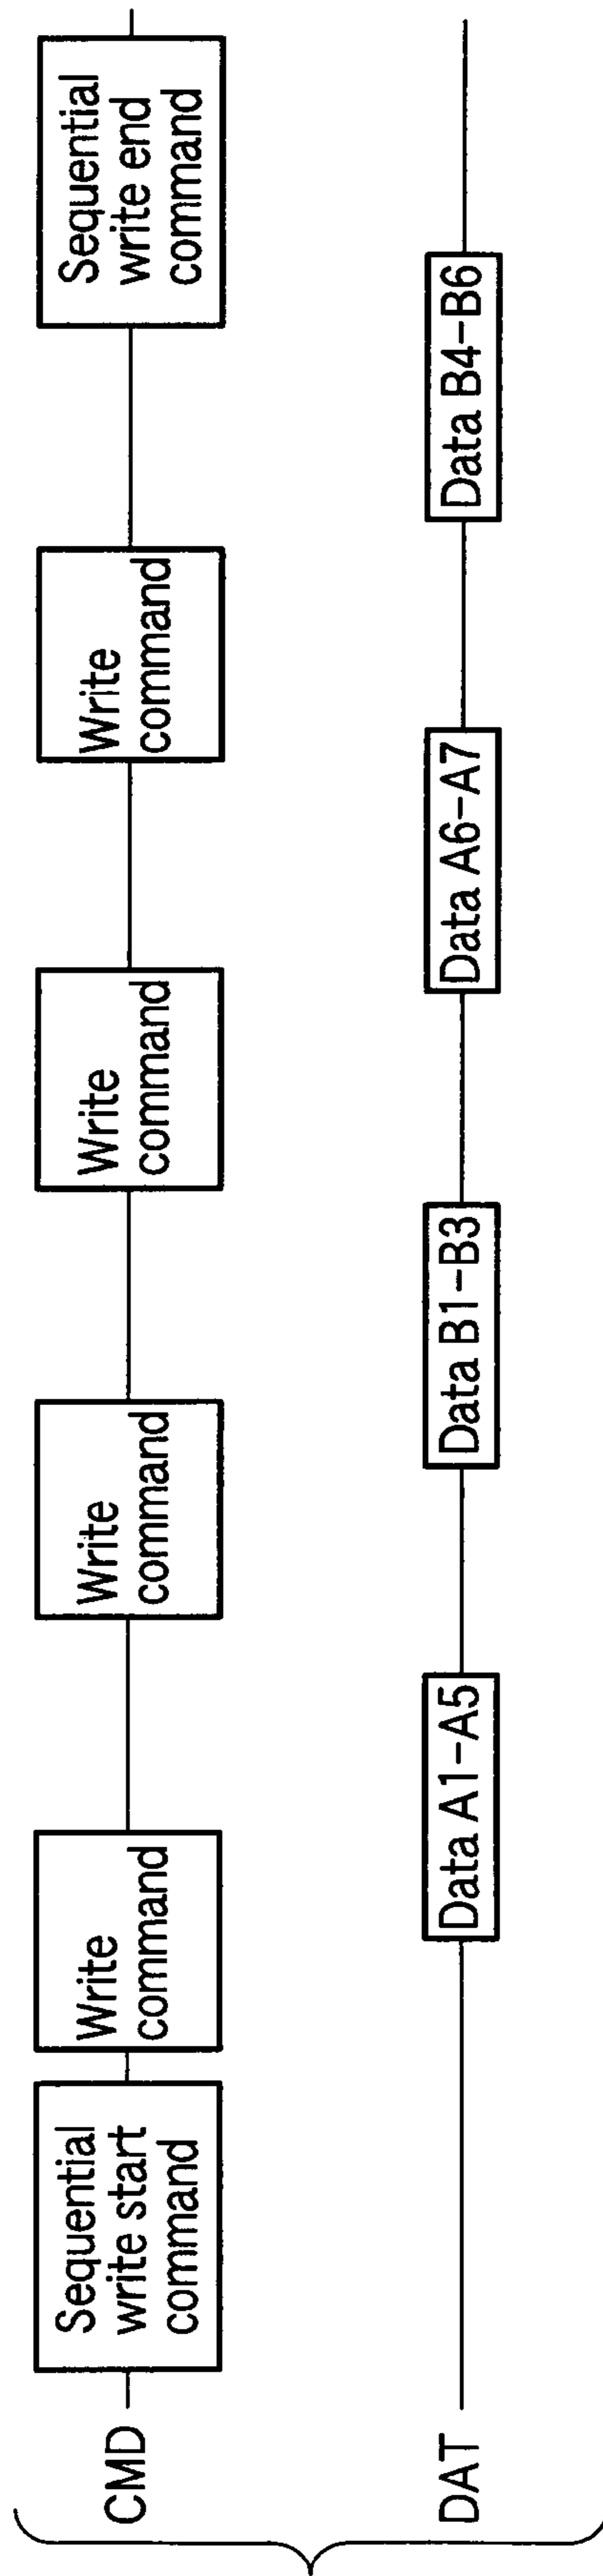 CMD
Sequential
write start
command
Write
command
Write
command
Write
command
Write
command
Sequential
write end
command
DAT
Data A1-A5
Data B1-B3
Data A6-A7
Data B4-B6